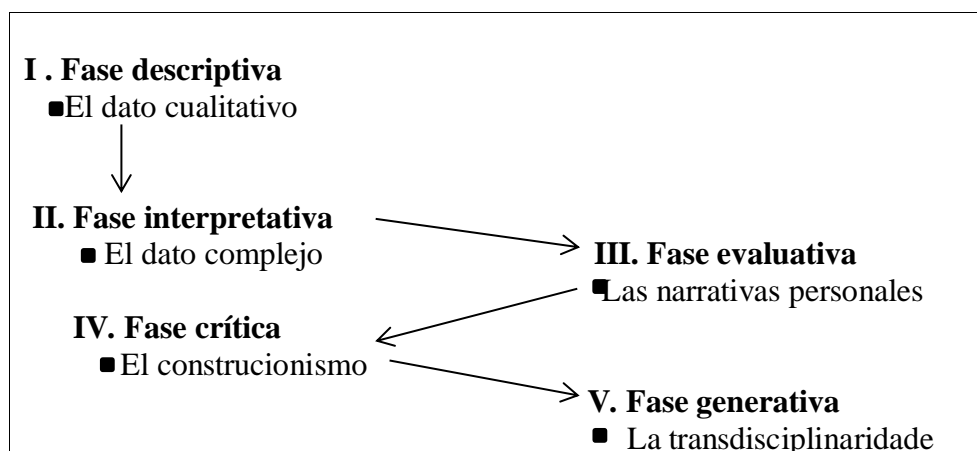 I . Fase descriptiva
■El dato cualitativo
II. Fase interpretativa
■ El dato complejo
III. Fase evaluativa
■Las narrativas personales
IV. Fase crítica
■ El construcionismo
V. Fase generativa
■ La transdisciplinaridade